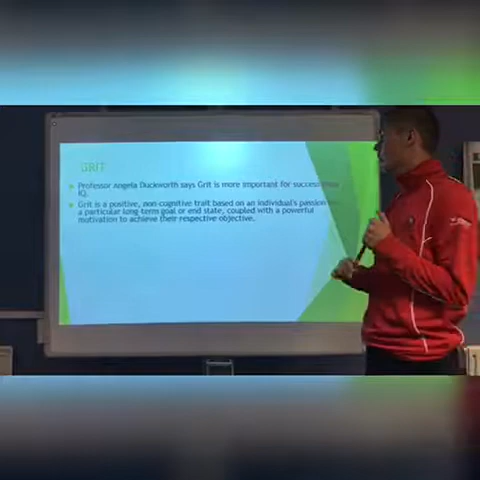 GRIT
Professor Angela Duckworth says Grit is more important for success than
IQ.
Grit is a positive, non-cognitive trait based on an individual's passion
a particular long term goal or end state, coupled with a powerful
motivation to achieve their respective objective.